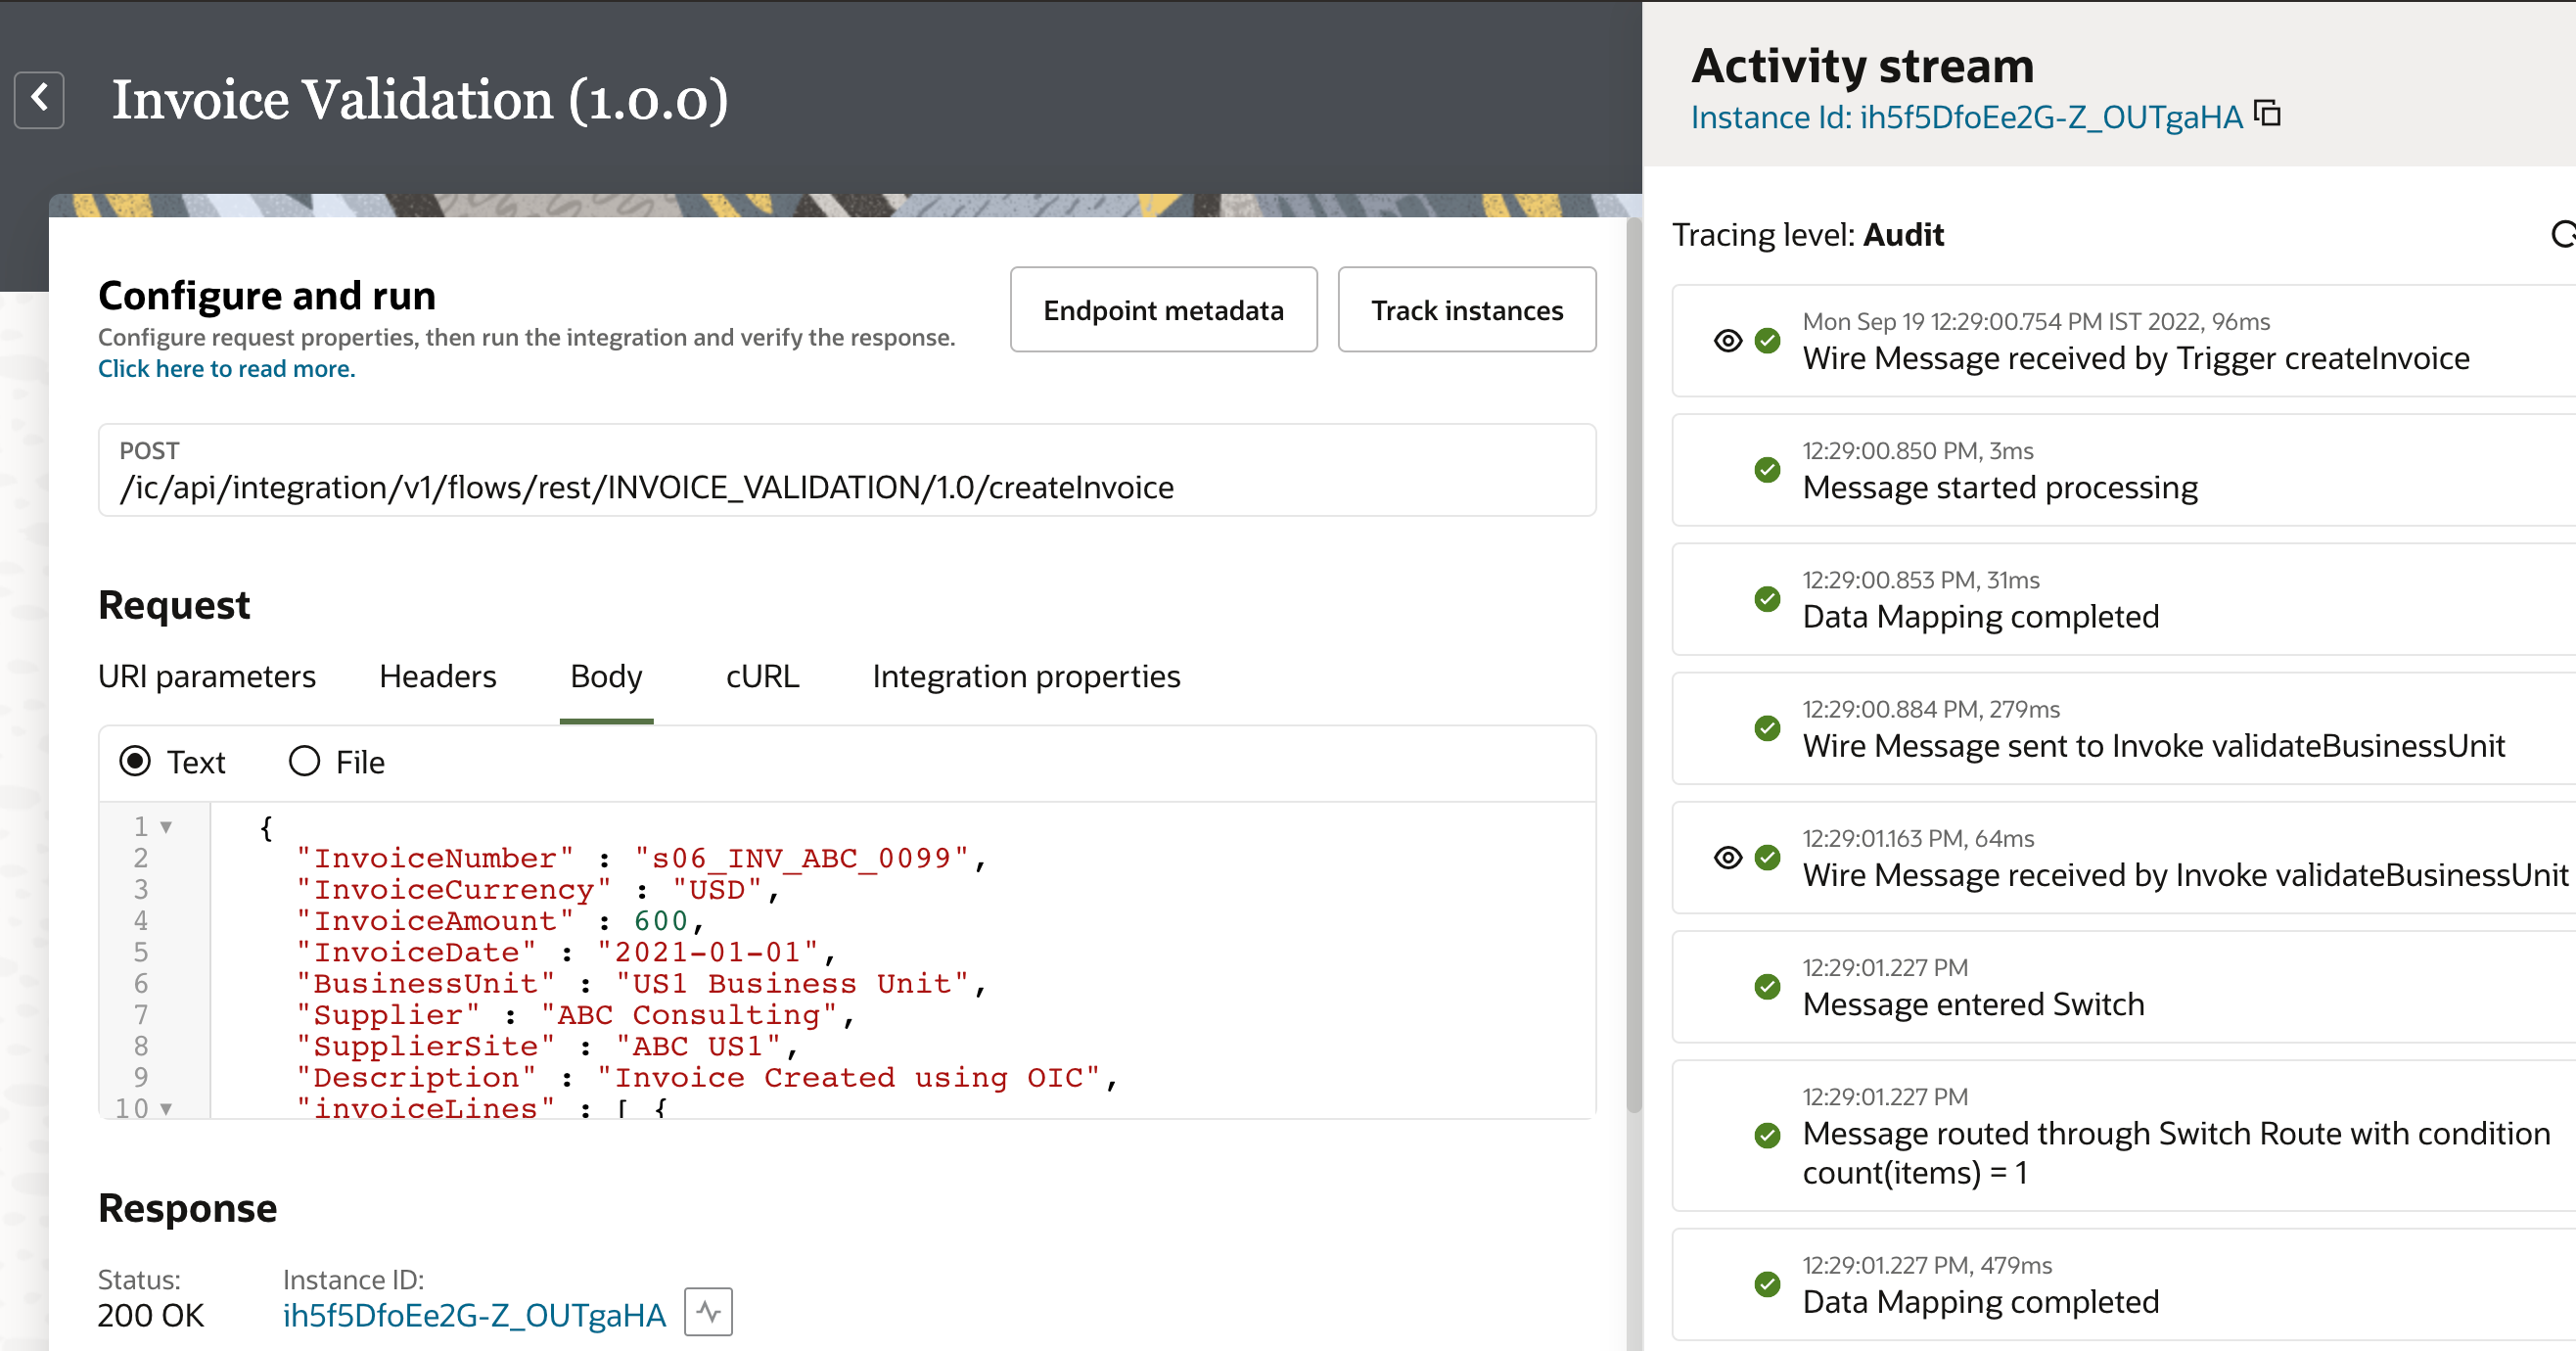 Invoice Validation (1.0.0)
Configure and run
Configure request properties, then run the integration and verify the response.
Click here to read more.
Endpoint metadata
Track instances
POST
/ic/api/integration/v1/flows/rest/INVOICE_VALIDATION/1.0/createInvoice
Request
URI parameters Headers Body cURL Integration properties
Text File
1 {
2 "InvoiceNumber" : "s06_INV_ABC_0099",
3 "InvoiceCurrency" : "USD",
4 "InvoiceAmount" : 600,
5 "InvoiceDate" : "2021-01-01",
6 "BusinessUnit" : "US1 Business Unit",
7 "Supplier" : "ABC Consulting",
8 "SupplierSite" : "ABC US1",
9 "Description" : "Invoice Created using OIC",
10 "invoiceLines" : [ {
Response
Status: Instance ID:
200 OK ih5f5DfoEe2G-Z_OUTgaHA
Activity stream
Instance Id: ih5f5DfoEe2G-Z_OUTgaHA
Tracing level: Audit
Mon Sep 19 12:29:00.754 PM IST 2022, 96ms
Wire Message received by Trigger createInvoice
12:29:00.850 PM, 3ms
Message started processing
12:29:00.853 PM, 31ms
Data Mapping completed
12:29:00.884 PM, 279ms
Wire Message sent to Invoke validateBusinessUnit
12:29:01.163 PM, 64ms
Wire Message received by Invoke validateBusinessUnit
12:29:01.227 PM
Message entered Switch
12:29:01.227 PM
Message routed through Switch Route with condition
count(items) = 1
12:29:01.227 PM, 479ms
Data Mapping completed